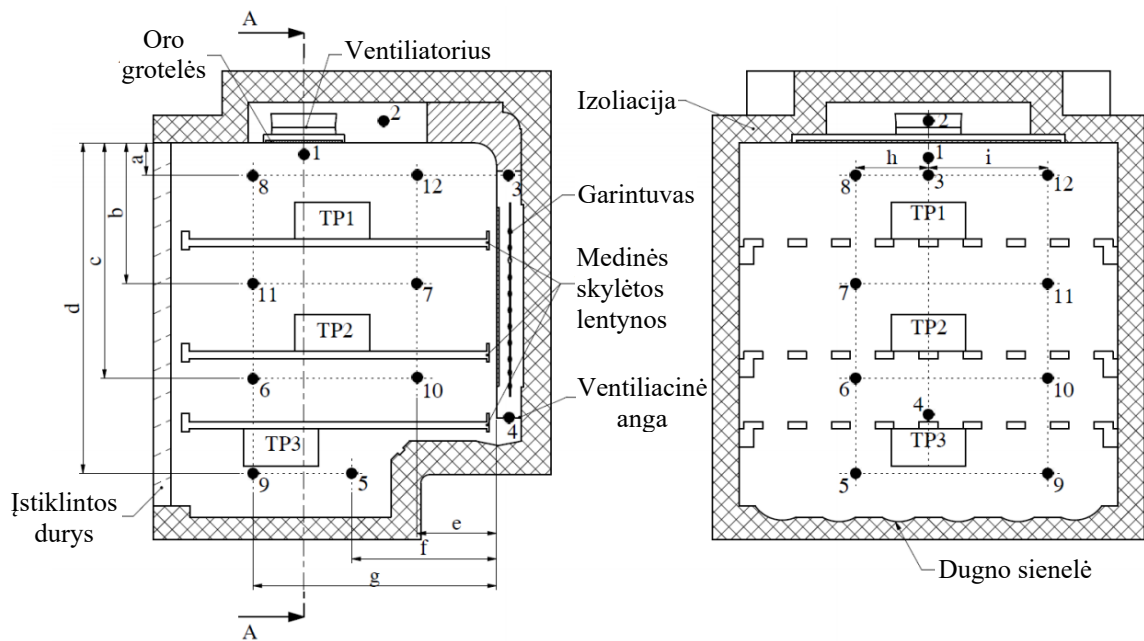 A
Oro
grotelės
Ventiliatorius
2
1
a
8
12
3
b
TP1
Garintuvas
c
11
7
Medinės
skylėtos
lentynos
d
TP2
6
10
Ventiliacinė
anga
4
TP3
9
5
Įstiklintos
durys
e
f
g
A
Izoliacija
2
1
h
i
8
3
12
TP1
7
11
TP2
6
10
4
TP3
5
9
Dugno sienelė